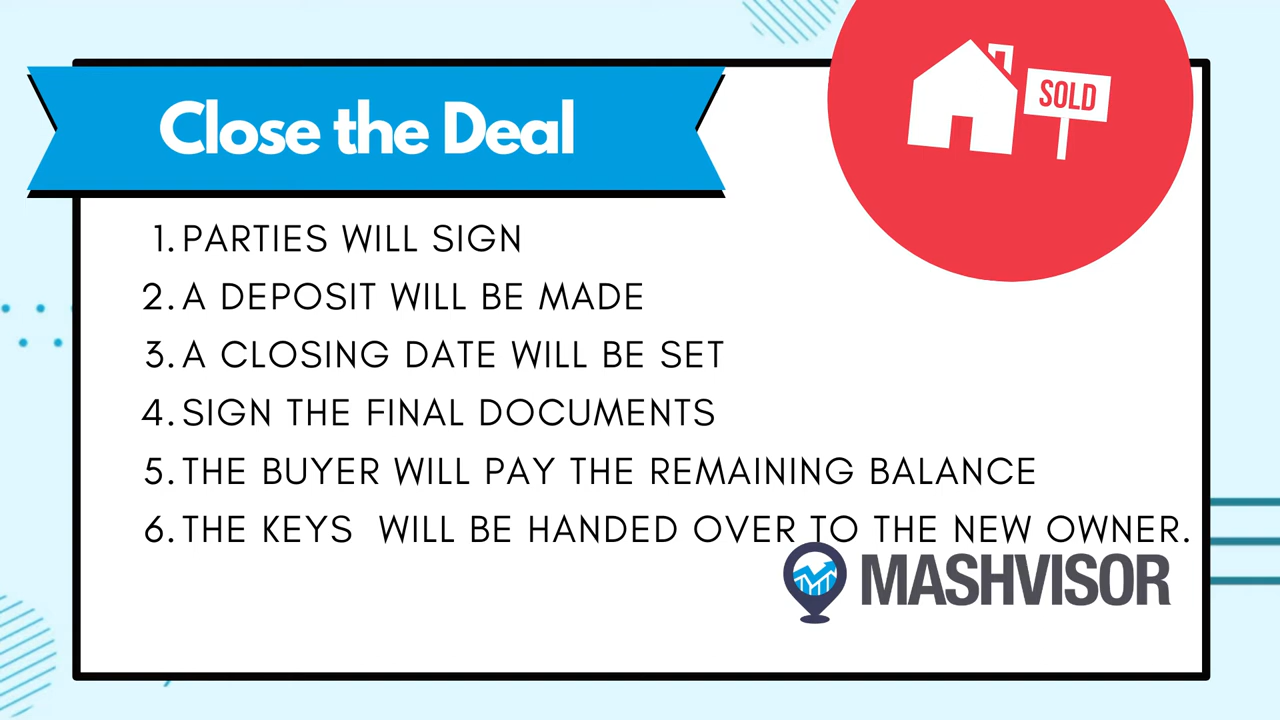 Close the Deal
SOLD
1. PARTIES WILL SIGN
2. A DEPOSIT WILL BE MADE
3. A CLOSING DATE WILL BE SET
4. SIGN THE FINAL DOCUMENTS
5. THE BUYER WILL PAY THE REMAINING BALANCE
6. THE KEYS  WILL BE HANDED OVER TO THE NEW OWNER.
MASHVISOR